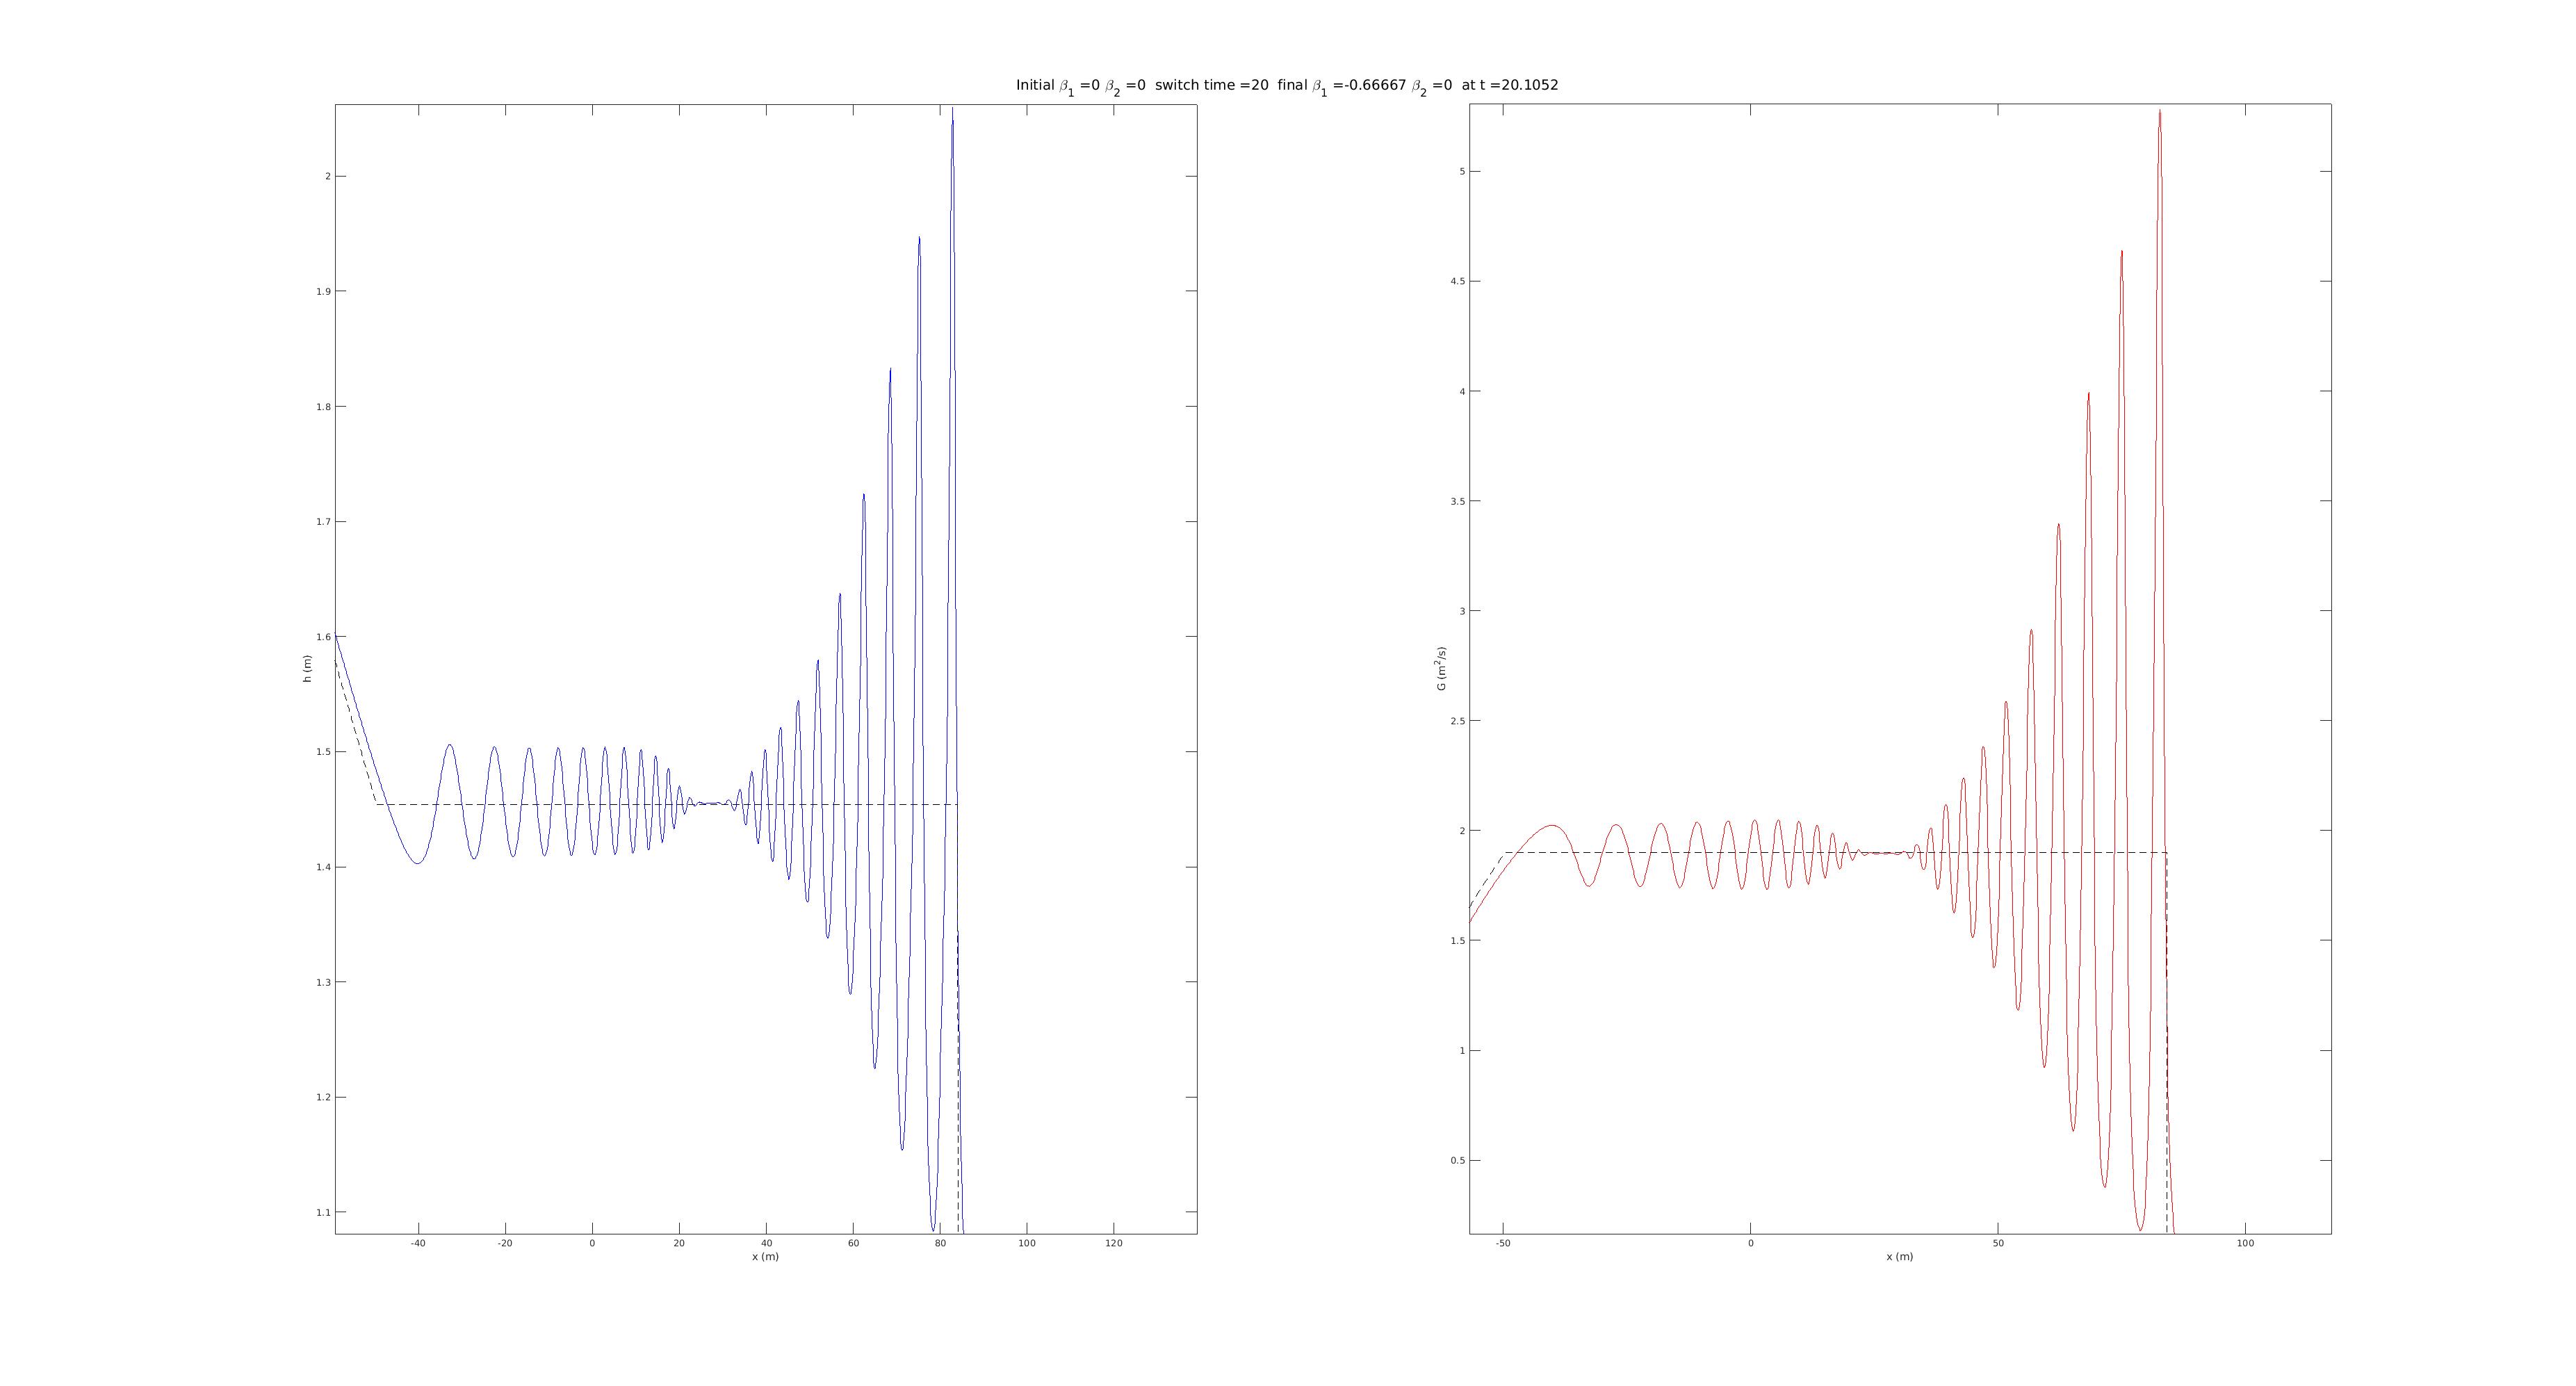 Initial β1 =0 β2 =0 switch time =20 final β1 =-0.66667 β2 =0 at t =20.1052
h (m)
2
1.9
1.8
1.7
1.6
1.5
1.4
1.3
1.2
1.1
-40 -20 0 20 40 60 80 100 120
x (m)
G (m2/s)
5
4.5
4
3.5
3
2.5
2
1.5
1
0.5
-50 0 50 100
x (m)